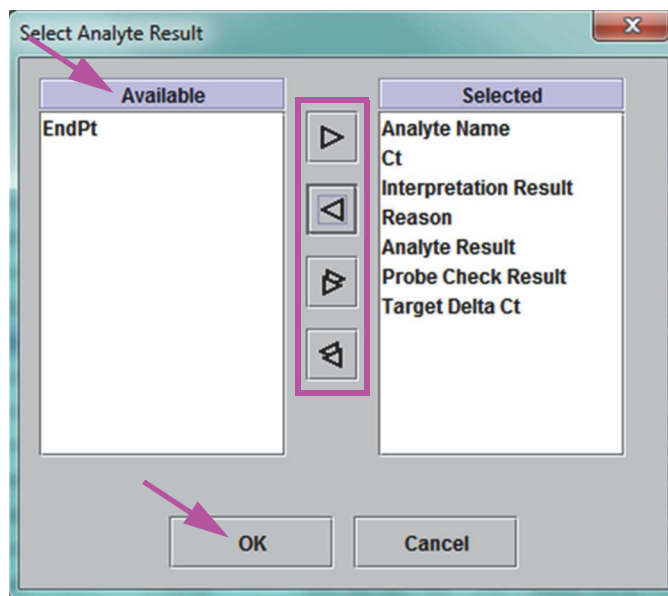 Select Analyte Result
Available
EndPt
Selected
Analyte Name
Ct
Interpretation Result
Reason
Analyte Result
Probe Check Result
Target Delta Ct
OK
Cancel